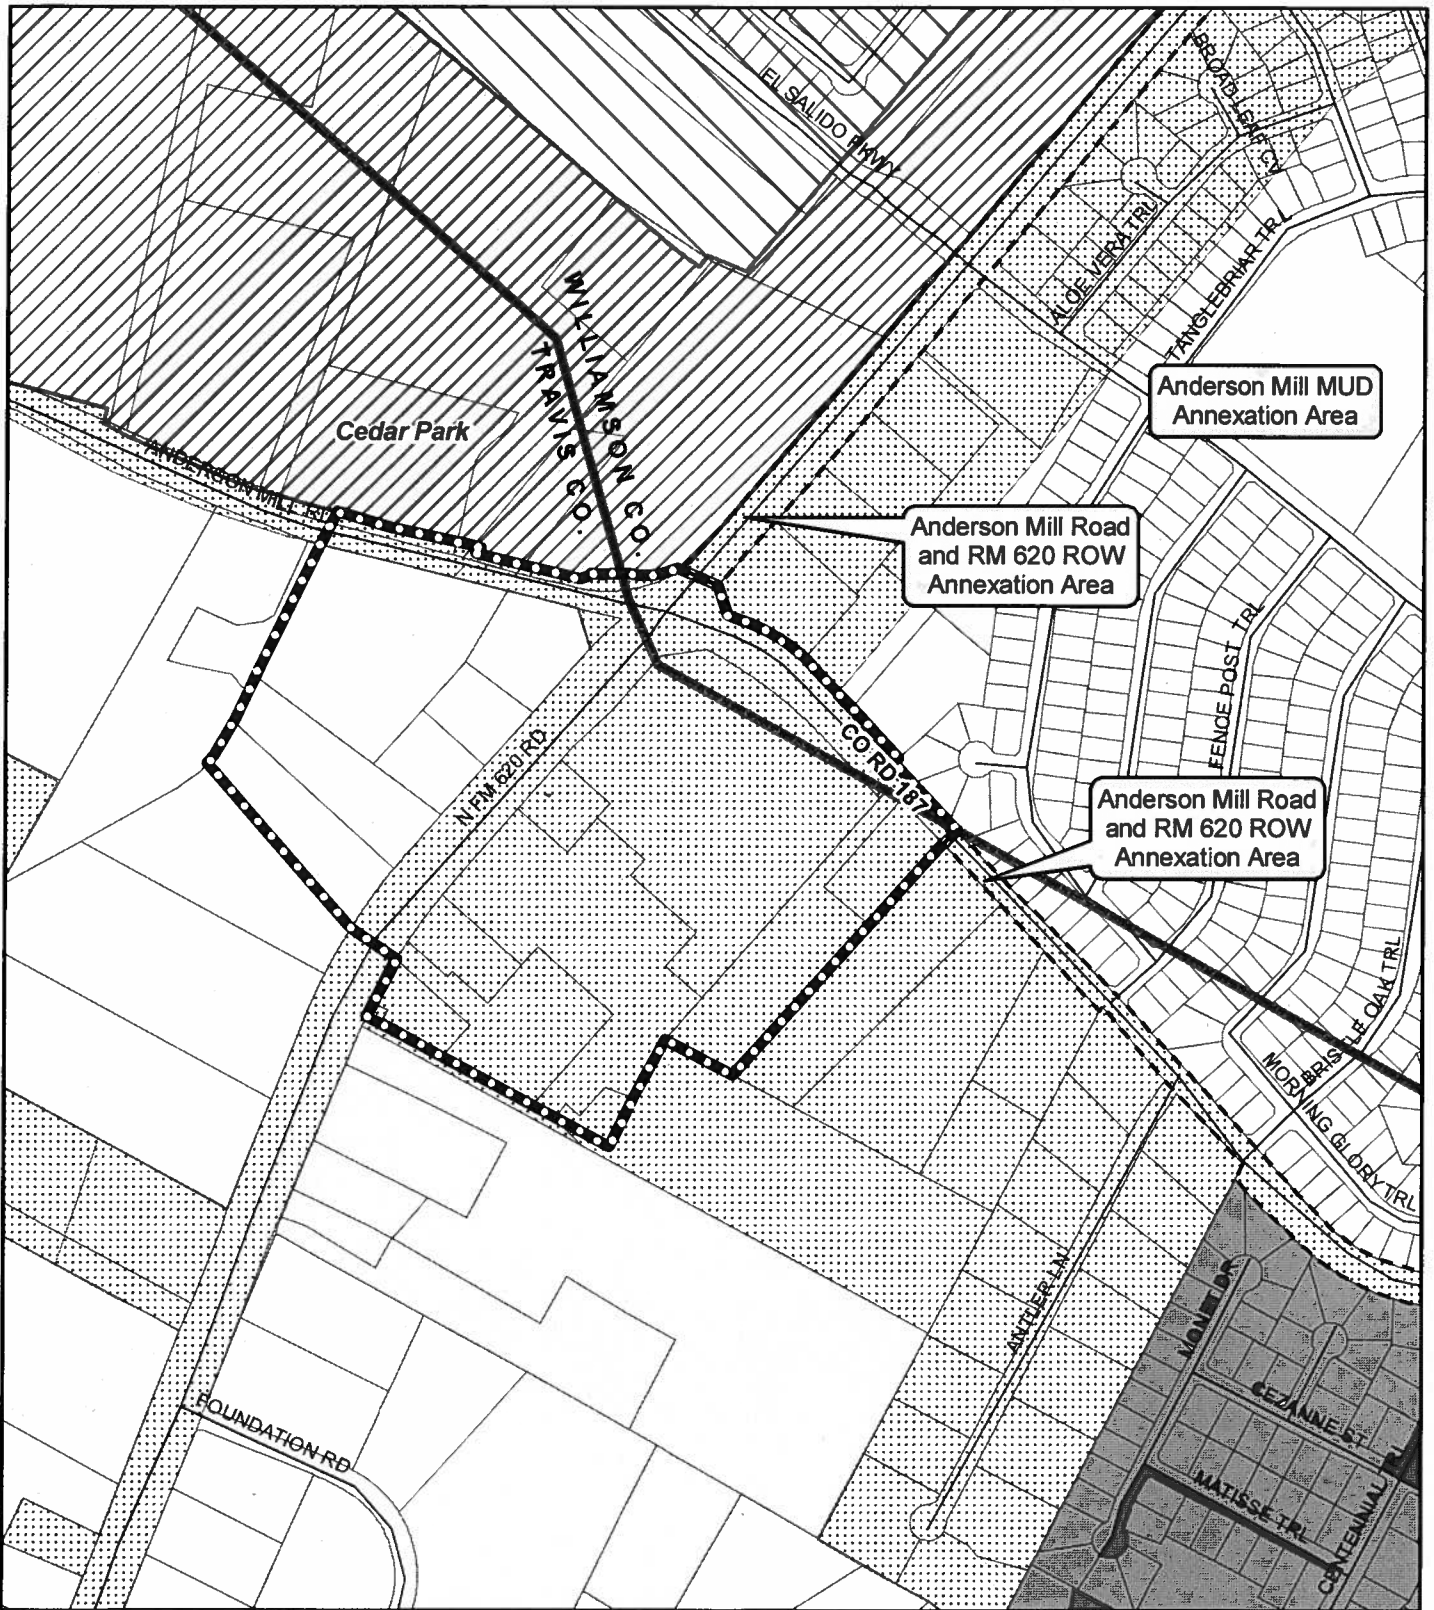 BROAD LEAF CV
EL SALIDO PKWY
ALOE VERA TRL
TANGLEBRIAR TRL
WILLIAMSON CO.
TRAVIS CO.
Anderson Mill MUD
Annexation Area
Cedar Park
ANDERSON MILL RD
Anderson Mill Road
and RM 620 ROW
Annexation Area
FENCE POST TRL
N FM 620 RD
CO RD 187
Anderson Mill Road
and RM 620 ROW
Annexation Area
BRISTLE OAK TRL
MORNING GLORY TRL
ANTLER LN
MONET DR
CEZANNE ST
FOUNDATION RD
MATISSE TRL
CENTENNIAL TRL